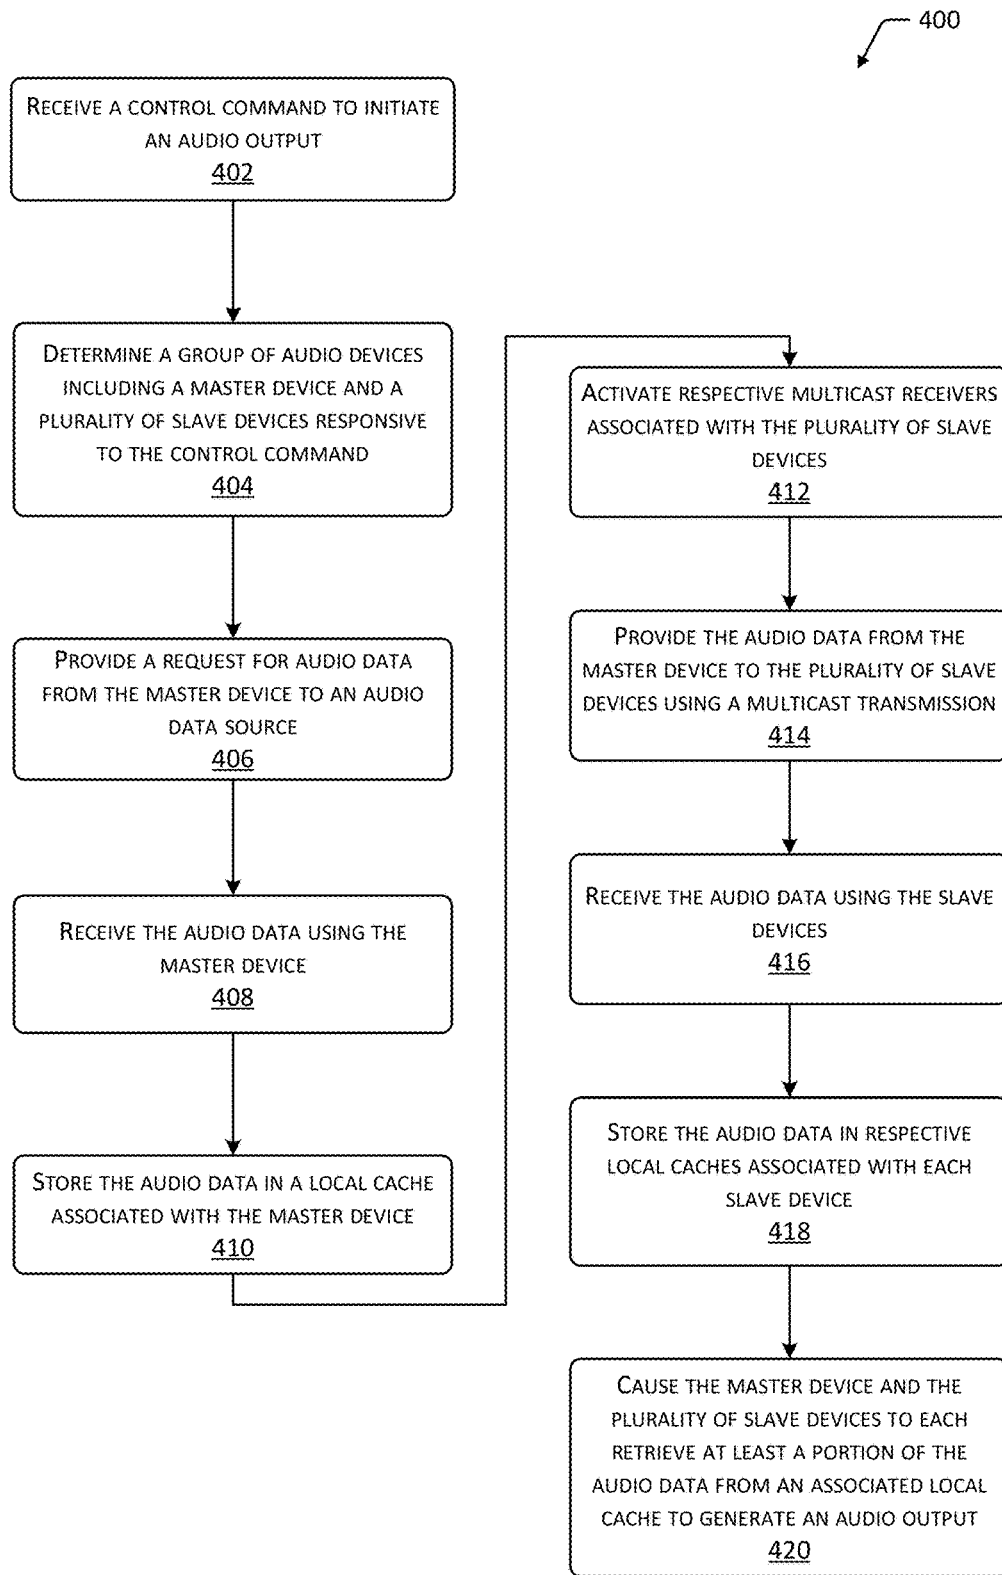 400
RECEIVE A CONTROL COMMAND TO INITIATE
AN AUDIO OUTPUT
402
DETERMINE A GROUP OF AUDIO DEVICES
INCLUDING A MASTER DEVICE AND A
PLURALITY OF SLAVE DEVICES RESPONSIVE
TO THE CONTROL COMMAND
404
PROVIDE A REQUEST FOR AUDIO DATA
FROM THE MASTER DEVICE TO AN AUDIO
DATA SOURCE
406
RECEIVE THE AUDIO DATA USING THE
MASTER DEVICE
408
STORE THE AUDIO DATA IN A LOCAL CACHE
ASSOCIATED WITH THE MASTER DEVICE
410
ACTIVATE RESPECTIVE MULTICAST RECEIVERS
ASSOCIATED WITH THE PLURALITY OF SLAVE
DEVICES
412
PROVIDE THE AUDIO DATA FROM THE
MASTER DEVICE TO THE PLURALITY OF SLAVE
DEVICES USING A MULTICAST TRANSMISSION
414
RECEIVE THE AUDIO DATA USING THE SLAVE
DEVICES
416
STORE THE AUDIO DATA IN RESPECTIVE
LOCAL CACHES ASSOCIATED WITH EACH
SLAVE DEVICE
418
CAUSE THE MASTER DEVICE AND THE
PLURALITY OF SLAVE DEVICES TO EACH
RETRIEVE AT LEAST A PORTION OF THE
AUDIO DATA FROM AN ASSOCIATED LOCAL
CACHE TO GENERATE AN AUDIO OUTPUT
420